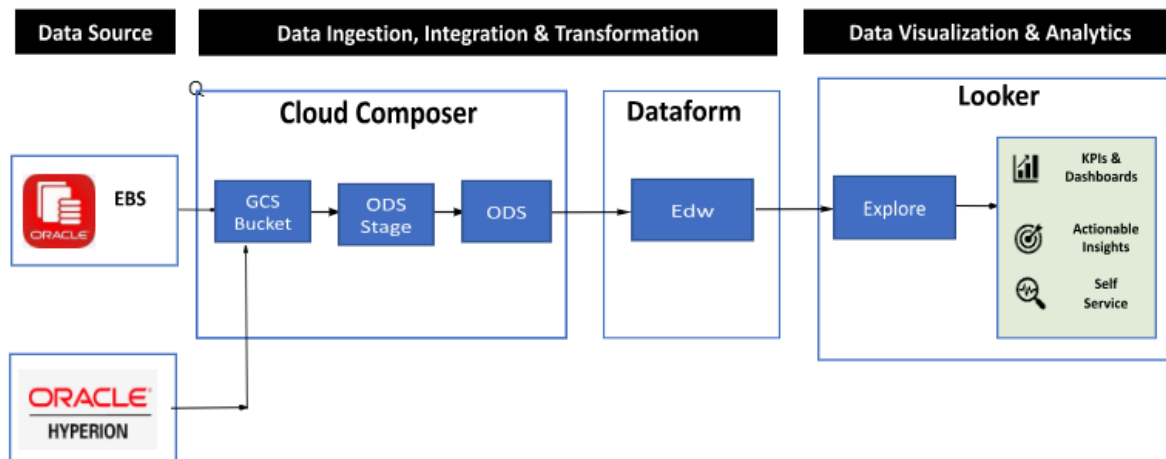 Data Source
Data Ingestion, Integration & Transformation
Data Visualization & Analytics
Q
Cloud Composer
Dataform
Looker
EBS
ORACLE
GCS
Bucket
ODS
Stage
ODS
Edw
Explore
KPIs &
Dashboards
Actionable
Insights
Self
Service
ORACLE®
HYPERION